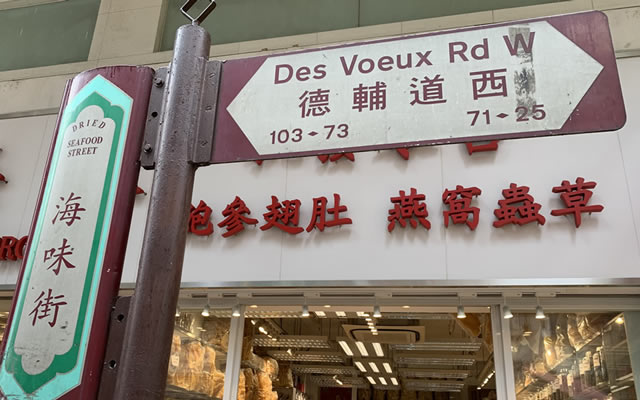 Des Voeux Rd W
德輔道西
103 73
71 25
DRIED
SEAFOOD
STREET
海味街
鮑參翅肚 燕窩蟲草